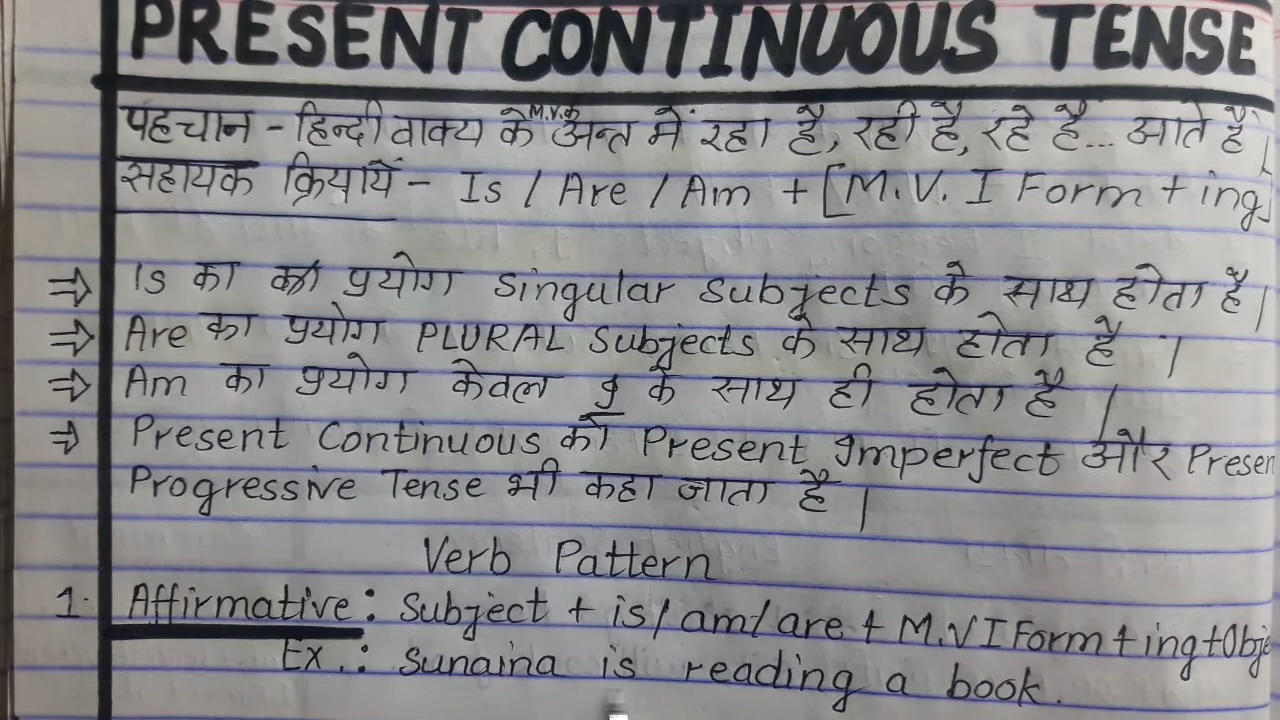 PRESENT CONTINUOUS TENSE
पहचान - हिन्दी वाक्य के M.V.के अन्त में रहा है, रही है, रहे है... आते है।
सहायक क्रियायें - Is / Are / Am + [M.V. I Form + ing]
⇒ Is का का प्रयोग Singular Subjects के साथ होता है।
⇒ Are का प्रयोग PLURAL Subjects के साथ होता है ।
⇒ Am का प्रयोग केवल I के साथ ही होता है ।
⇒ Present Continuous को Present Imperfect और Presen
Progressive Tense भी कहा जाता है ।
Verb Pattern
1. Affirmative: Subject + is/am/are + M.V I Form + ing + Obje
Ex.: Sunaina is reading a book.